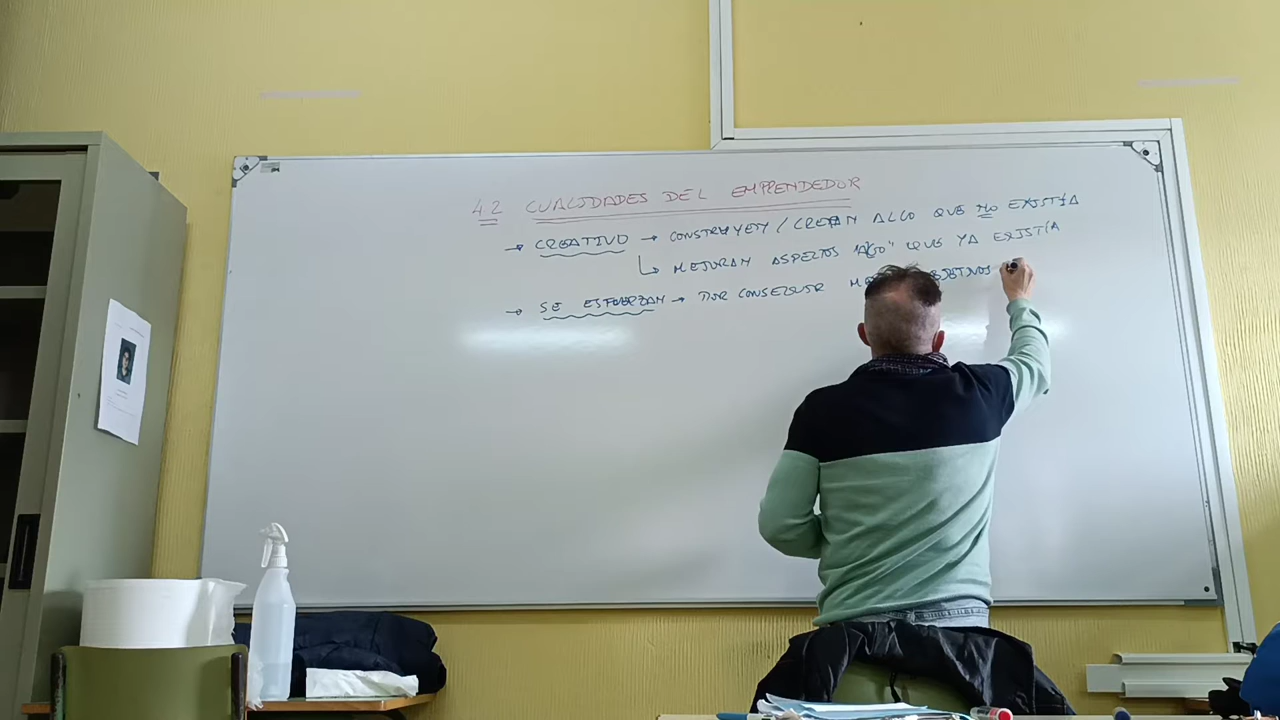 4.2 CUALIDADES DEL EMPRENDEDOR
→ CREATIVO → CONSTRUYEN / CREAN ALGO QUE NO EXISTÍA
↳ MEJORAN ASPECTOS "ALGO" QUE YA EXISTÍA
→ SE ESFUERZAN → POR CONSEGUIR OBJETIVOS